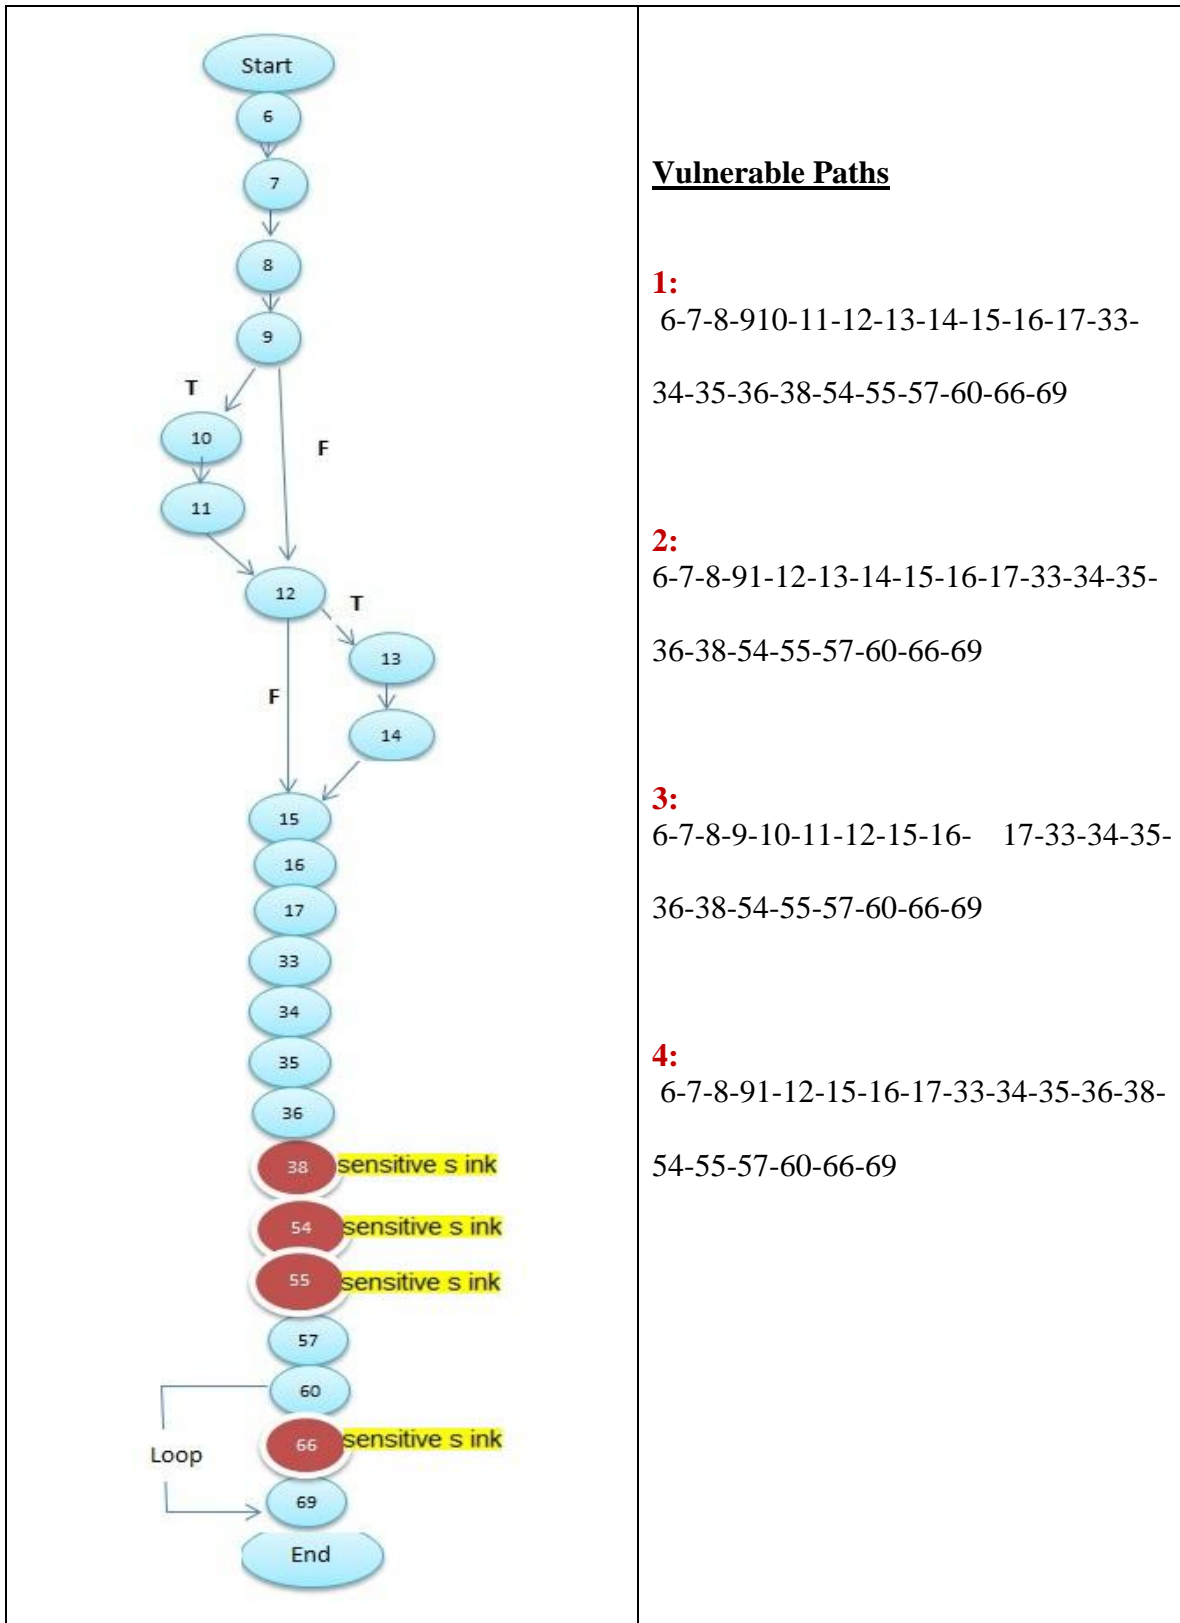 Start
6
7
8
9
T
10
F
11
12
T
13
F
14
15
16
17
33
34
35
36
38 sensitive s ink
54 sensitive s ink
55 sensitive s ink
57
60
66 sensitive s ink
Loop
69
End
Vulnerable Paths
1:
6-7-8-910-11-12-13-14-15-16-17-33-
34-35-36-38-54-55-57-60-66-69
2:
6-7-8-91-12-13-14-15-16-17-33-34-35-
36-38-54-55-57-60-66-69
3:
6-7-8-9-10-11-12-15-16- 17-33-34-35-
36-38-54-55-57-60-66-69
4:
6-7-8-91-12-15-16-17-33-34-35-36-38-
54-55-57-60-66-69